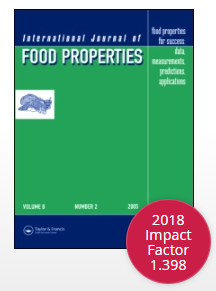 International Journal of
FOOD PROPERTIES
food properties
for success:
data,
measurements,
predictions,
applications
VOLUME 8
NUMBER 2
2005
Taylor & Francis
2018
Impact
Factor
1.398